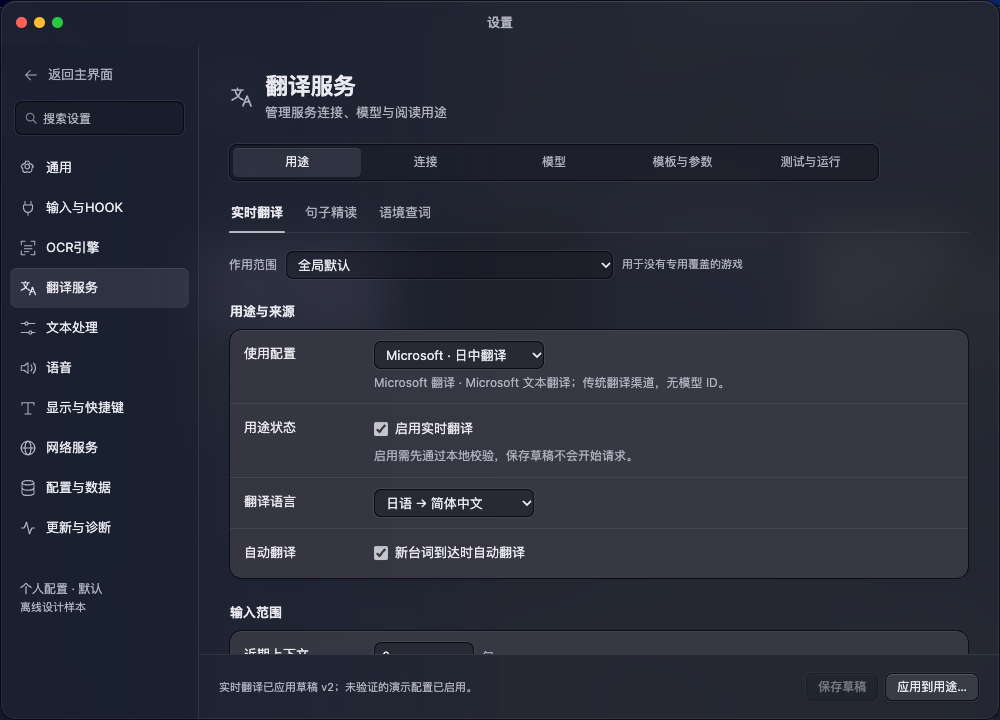 设置
返回主界面
搜索设置
通用
输入与HOOK
OCR引擎
翻译服务
文本处理
语音
显示与快捷键
网络服务
配置与数据
更新与诊断
个人配置 · 默认
离线设计样本
翻译服务
管理服务连接、模型与阅读用途
用途 连接 模型 模板与参数 测试与运行
实时翻译 句子精读 语境查词
作用范围 全局默认 用于没有专用覆盖的游戏
用途与来源
使用配置 Microsoft · 日中翻译
Microsoft 翻译 · Microsoft 文本翻译；传统翻译渠道，无模型 ID。
用途状态 启用实时翻译
启用需先通过本地校验，保存草稿不会开始请求。
翻译语言 日语 → 简体中文
自动翻译 新台词到达时自动翻译
输入范围
近期上下文
实时翻译已应用草稿 v2；未验证的演示配置已启用。
保存草稿 应用到用途...